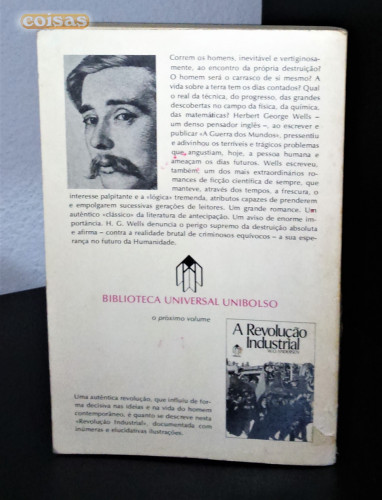 coisas
Correm os homens, inevitável e vertiginosa-
mente, ao encontro da própria destruição?
O homem será o carrasco de si mesmo? A
vida sobre a terra tem os dias contados? Qual
o real da técnica, do progresso, das grandes
descobertas no campo da física, da química,
das matemáticas? Herbert George Wells –
um denso pensador inglês –, ao escrever e
publicar «A Guerra dos Mundos», pressentiu
e adivinhou os terríveis e trágicos problemas
que angustiam, hoje, a pessoa humana e
ameaçam os dias futuros. Wells escreveu,
também um dos mais extraordinários ro-
mances de ficção científica de sempre, que
manteve, através dos tempos, a frescura, o
interesse palpitante e a «lógica» tremenda, atributos capazes de prenderem
e empolgarem sucessivas gerações de leitores. Um grande romance. Um
autêntico «clássico» da literatura de antecipação. Um aviso de enorme im-
portância. H. G. Wells denuncia o perigo supremo da destruição absoluta
e afirma – contra a realidade brutal de criminosos equívocos – a sua espe-
rança no futuro da Humanidade.
BIBLIOTECA UNIVERSAL UNIBOLSO
o próximo volume
A Revolução
Industrial
Uma autêntica revolução, que influiu de for-
ma decisiva nas ideias e na vida do homem
contemporâneo, é quanto se descreve nesta
«Revolução Industrial», documentada com
inúmeras e elucidativas ilustrações.